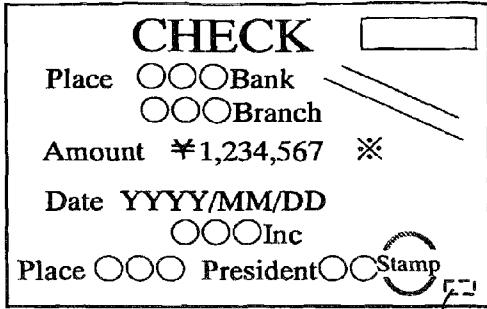 CHECK
Place ○○○Bank
○○○Branch
Amount ¥1,234,567 ※
Date YYYY/MM/DD
○○○Inc
Place ○○○ President○○Stamp